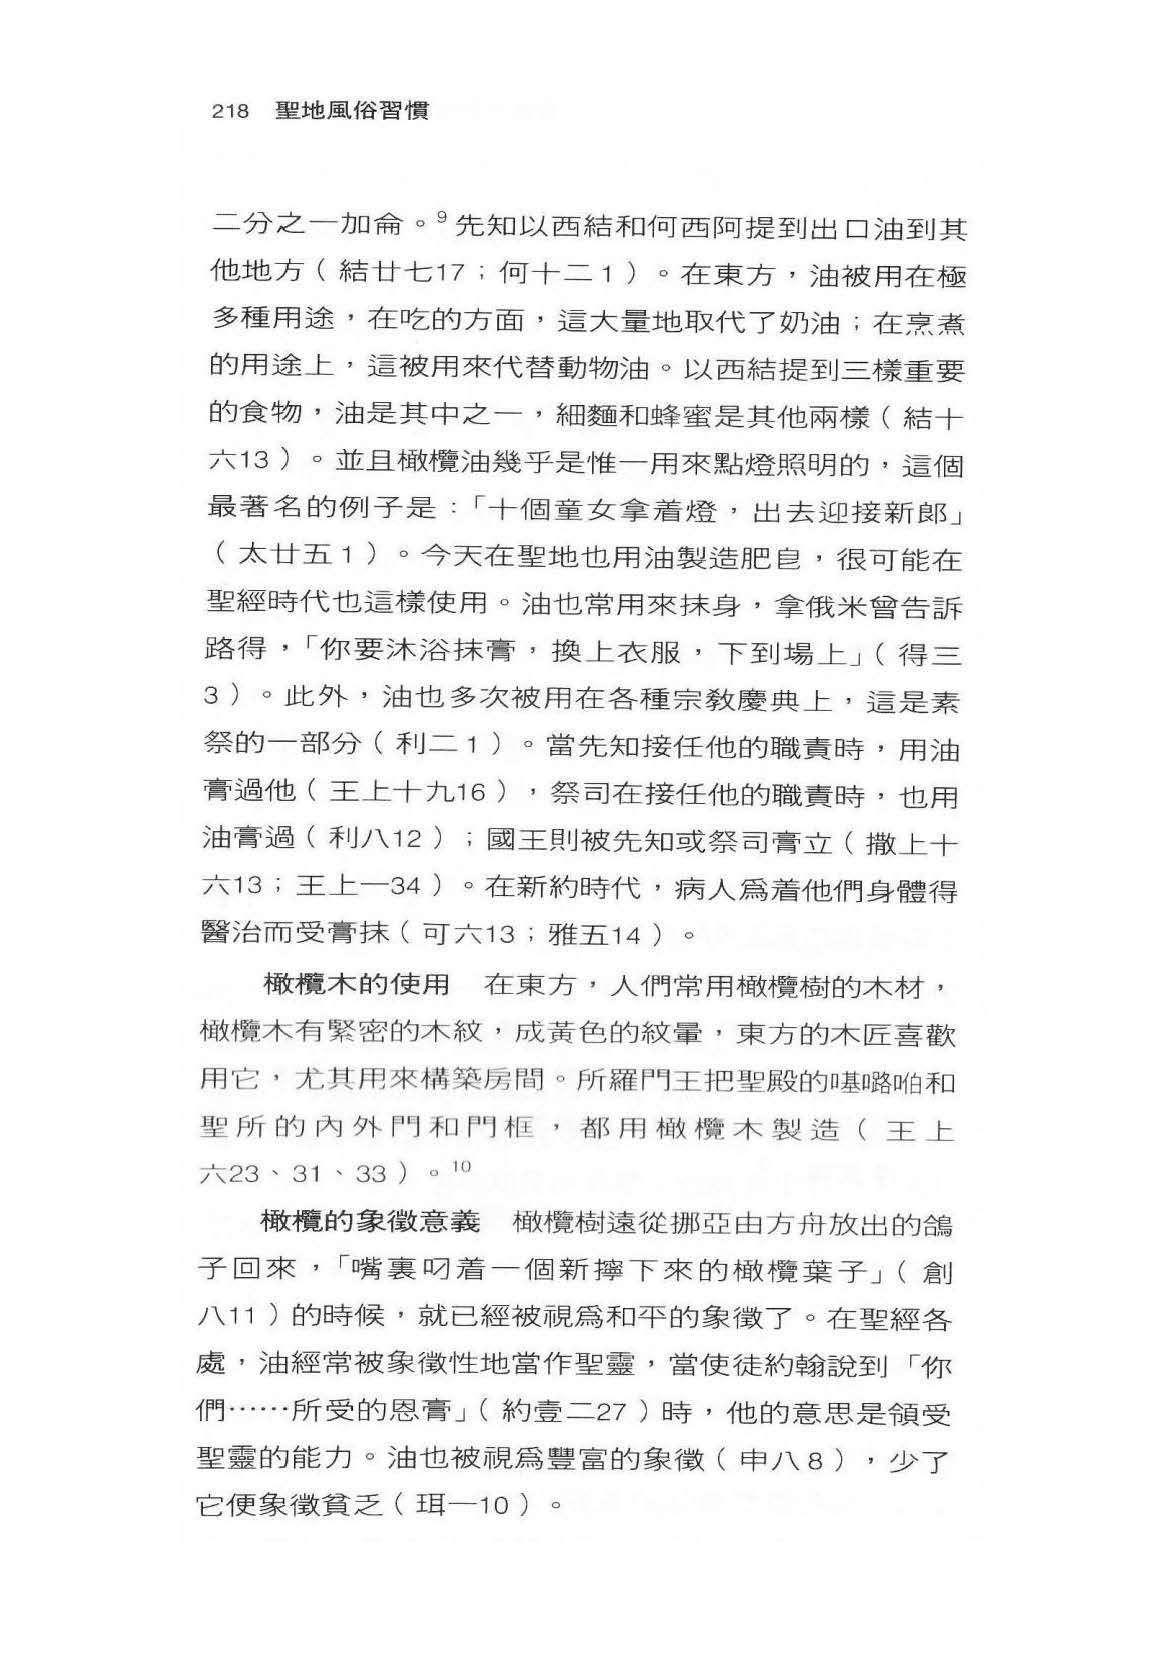 218 聖地風俗習慣
二分之一加侖。⁹先知以西結和何西阿提到出口油到其
他地方（結廿七17；何十二1）。在東方，油被用在極
多種用途，在吃的方面，這大量地取代了奶油；在烹煮
的用途上，這被用來代替動物油。以西結提到三樣重要
的食物，油是其中之一，細麵和蜂蜜是其他兩樣（結十
六13）。並且橄欖油幾乎是惟一用來點燈照明的，這個
最著名的例子是：「十個童女拿着燈，出去迎接新郎」
（太廿五1）。今天在聖地也用油製造肥皀，很可能在
聖經時代也這樣使用。油也常用來抹身，拿俄米曾告訴
路得，「你要沐浴抹膏，換上衣服，下到場上」（得三
3）。此外，油也多次被用在各種宗教慶典上，這是素
祭的一部分（利二1）。當先知接任他的職責時，用油
膏過他（王上十九16），祭司在接任他的職責時，也用
油膏過（利八12）；國王則被先知或祭司膏立（撒上十
六13；王上一34）。在新約時代，病人爲着他們身體得
醫治而受膏抹（可六13；雅五14）。
橄欖木的使用 在東方，人們常用橄欖樹的木材，
橄欖木有緊密的木紋，成黃色的紋暈，東方的木匠喜歡
用它，尤其用來構築房間。所羅門王把聖殿的𠼻𡀔啪和
聖所的內外門和門框，都用橄欖木製造（王上
六23、31、33）。¹⁰
橄欖的象徵意義 橄欖樹遠從挪亞由方舟放出的鴿
子回來，「嘴裏叼着一個新擰下來的橄欖葉子」（創
八11）的時候，就已經被視爲和平的象徵了。在聖經各
處，油經常被象徵性地當作聖靈，當使徒約翰說到「你
們……所受的恩膏」（約壹二27）時，他的意思是領受
聖靈的能力。油也被視爲豐富的象徵（申八8），少了
它便象徵貧乏（珥一10）。